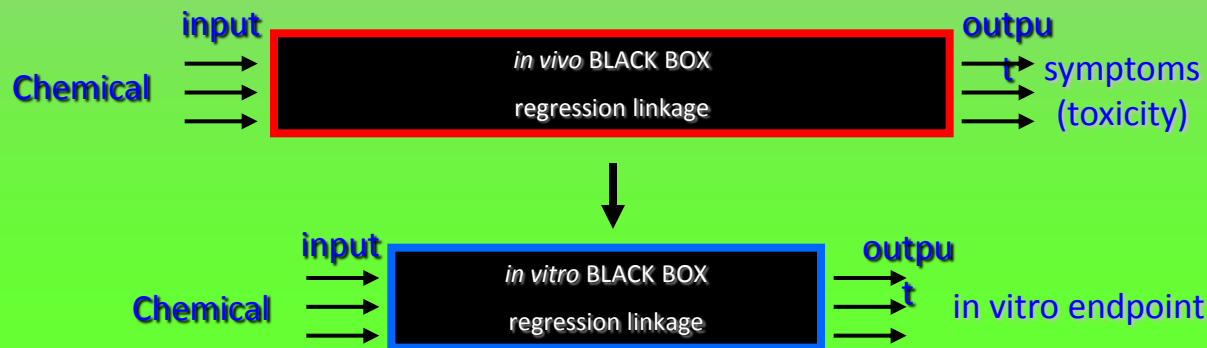 input
outpu
t
Chemical
in vivo BLACK BOX
regression linkage
symptoms
(toxicity)
input
outpu
t
Chemical
in vitro BLACK BOX
regression linkage
in vitro endpoint